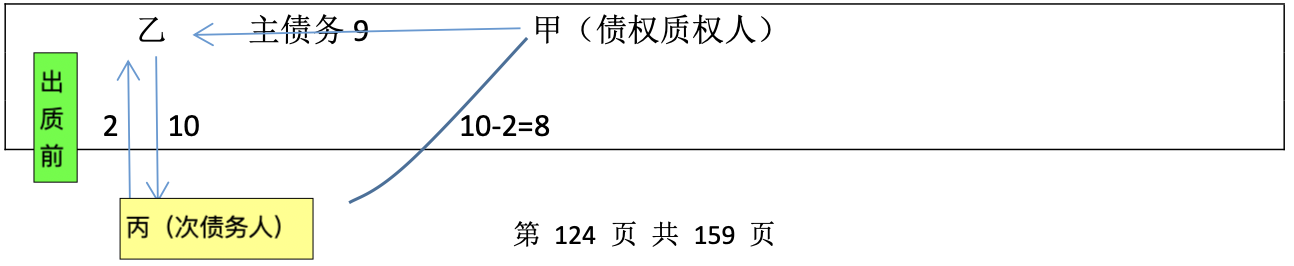 乙 主债务 9 甲（债权质权人）
出质前
2 10 10-2=8
丙（次债务人）
第 124 页 共 159 页